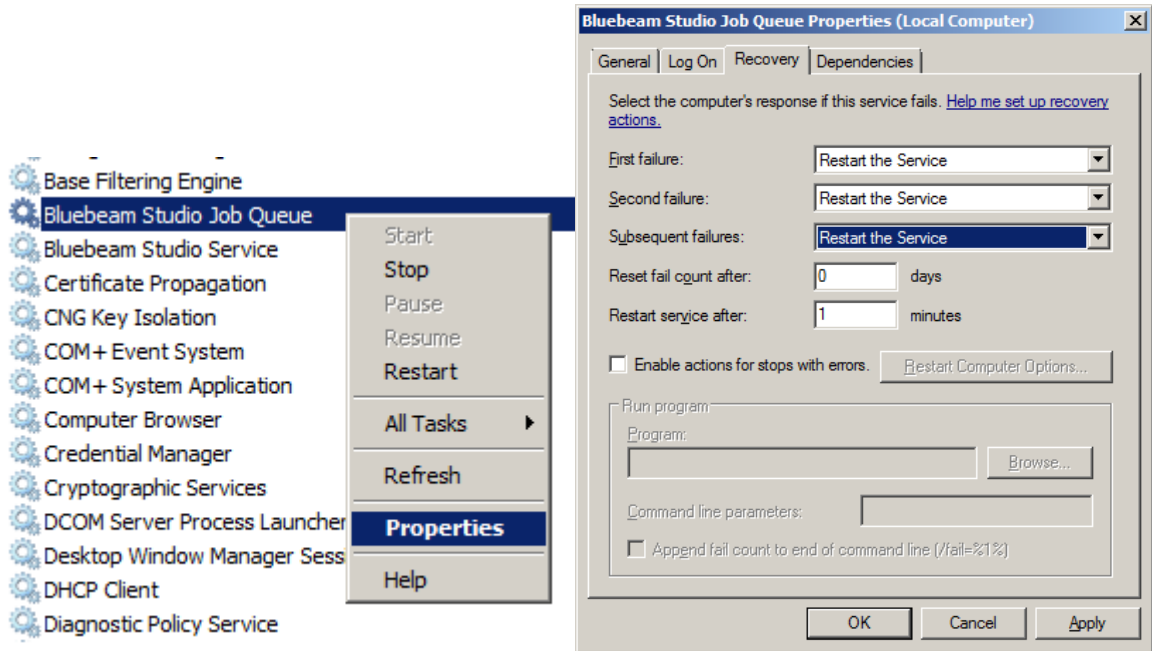 Base Filtering Engine
Bluebeam Studio Job Queue
Bluebeam Studio Service
Certificate Propagation
CNG Key Isolation
COM+ Event System
COM+ System Application
Computer Browser
Credential Manager
Cryptographic Services
DCOM Server Process Launcher
Desktop Window Manager Sess
DHCP Client
Diagnostic Policy Service
Start
Stop
Pause
Resume
Restart
All Tasks
Refresh
Properties
Help
Bluebeam Studio Job Queue Properties (Local Computer)
General Log On Recovery Dependencies
Select the computer's response if this service fails. Help me set up recovery
actions.
First failure: Restart the Service
Second failure: Restart the Service
Subsequent failures: Restart the Service
Reset fail count after: 0 days
Restart service after: 1 minutes
Enable actions for stops with errors. Restart Computer Options...
Run program
Program:
Browse...
Command line parameters:
Append fail count to end of command line (/fail=%1%)
OK Cancel Apply